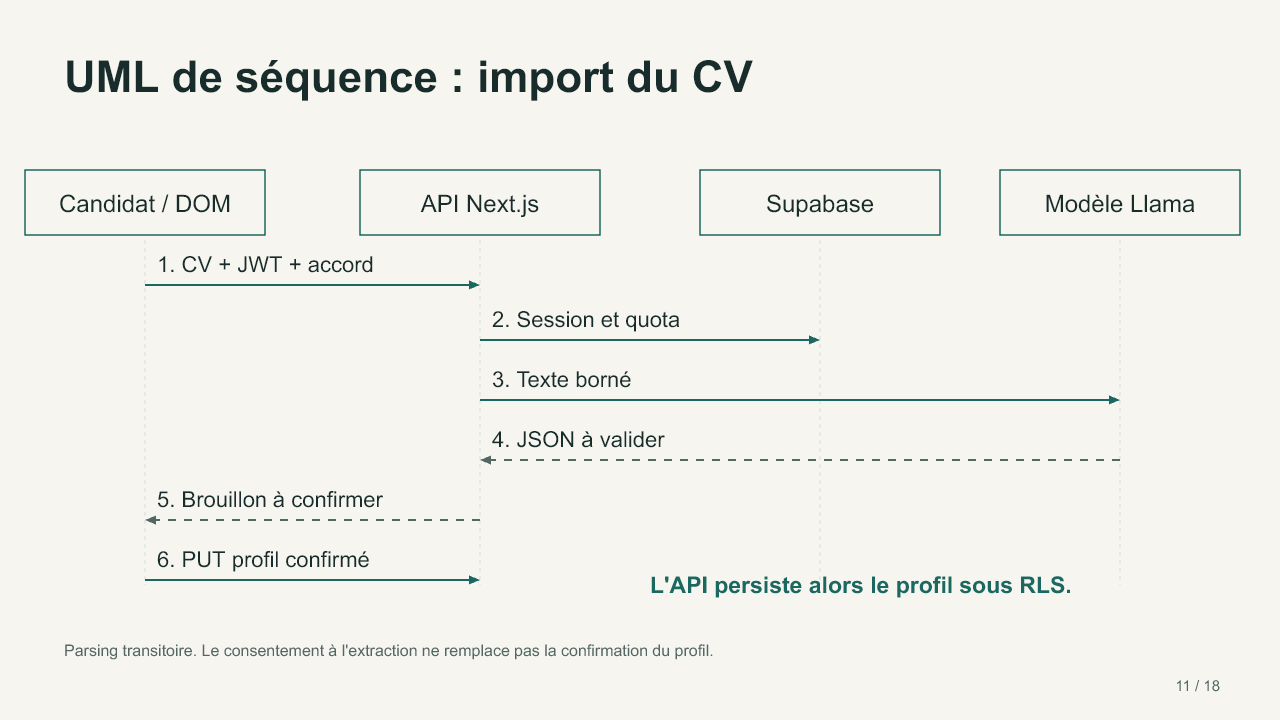 UML de séquence : import du CV
Candidat / DOM
API Next.js
Supabase
Modèle Llama
1. CV + JWT + accord
2. Session et quota
3. Texte borné
4. JSON à valider
5. Brouillon à confirmer
6. PUT profil confirmé
L'API persiste alors le profil sous RLS.
Parsing transitoire. Le consentement à l'extraction ne remplace pas la confirmation du profil.
11 / 18